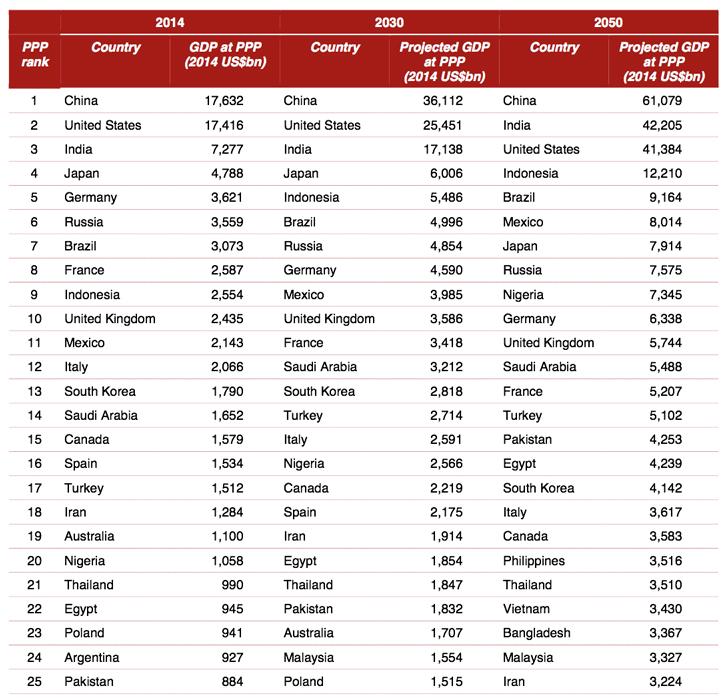 2014 2030 2050
PPP rank Country GDP at PPP (2014 US$bn) Country Projected GDP at PPP (2014 US$bn) Country Projected GDP at PPP (2014 US$bn)
1 China 17,632 China 36,112 China 61,079
2 United States 17,416 United States 25,451 India 42,205
3 India 7,277 India 17,138 United States 41,384
4 Japan 4,788 Japan 6,006 Indonesia 12,210
5 Germany 3,621 Indonesia 5,486 Brazil 9,164
6 Russia 3,559 Brazil 4,996 Mexico 8,014
7 Brazil 3,073 Russia 4,854 Japan 7,914
8 France 2,587 Germany 4,590 Russia 7,575
9 Indonesia 2,554 Mexico 3,985 Nigeria 7,345
10 United Kingdom 2,435 United Kingdom 3,586 Germany 6,338
11 Mexico 2,143 France 3,418 United Kingdom 5,744
12 Italy 2,066 Saudi Arabia 3,212 Saudi Arabia 5,488
13 South Korea 1,790 South Korea 2,818 France 5,207
14 Saudi Arabia 1,652 Turkey 2,714 Turkey 5,102
15 Canada 1,579 Italy 2,591 Pakistan 4,253
16 Spain 1,534 Nigeria 2,566 Egypt 4,239
17 Turkey 1,512 Canada 2,219 South Korea 4,142
18 Iran 1,284 Spain 2,175 Italy 3,617
19 Australia 1,100 Iran 1,914 Canada 3,583
20 Nigeria 1,058 Egypt 1,854 Philippines 3,516
21 Thailand 990 Thailand 1,847 Thailand 3,510
22 Egypt 945 Pakistan 1,832 Vietnam 3,430
23 Poland 941 Australia 1,707 Bangladesh 3,367
24 Argentina 927 Malaysia 1,554 Malaysia 3,327
25 Pakistan 884 Poland 1,515 Iran 3,224